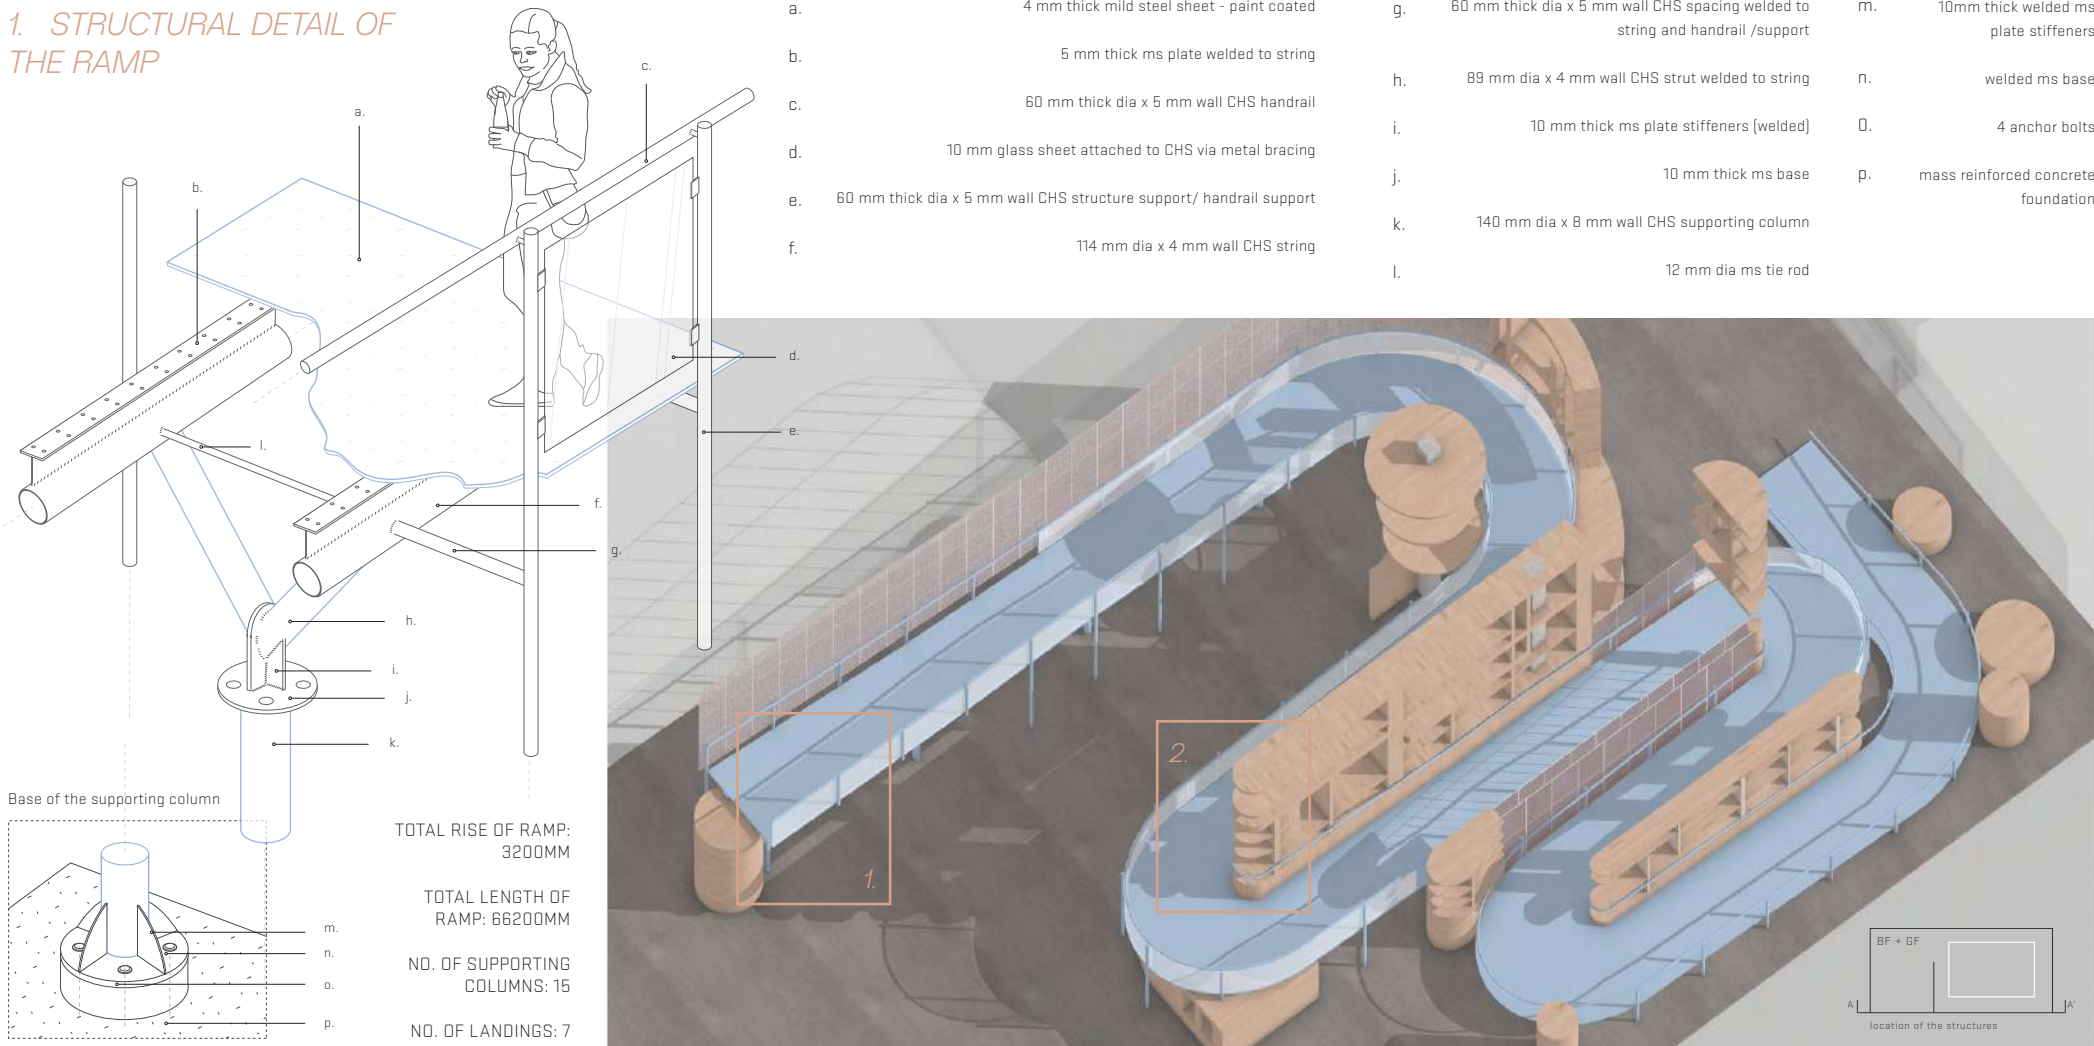 1. STRUCTURAL DETAIL OF
THE RAMP
a.
b.
c.
d.
e.
f.
g.
h.
i.
j.
k.
l.
a. 4 mm thick mild steel sheet - paint coated
b. 5 mm thick ms plate welded to string
c. 60 mm thick dia x 5 mm wall CHS handrail
d. 10 mm glass sheet attached to CHS via metal bracing
e. 60 mm thick dia x 5 mm wall CHS structure support/ handrail support
f. 114 mm dia x 4 mm wall CHS string
g. 60 mm thick dia x 5 mm wall CHS spacing welded to
string and handrail /support
h. 89 mm dia x 4 mm wall CHS strut welded to string
i. 10 mm thick ms plate stiffeners (welded)
j. 10 mm thick ms base
k. 140 mm dia x 8 mm wall CHS supporting column
l. 12 mm dia ms tie rod
m. 10mm thick welded ms
plate stiffeners
n. welded ms base
O. 4 anchor bolts
p. mass reinforced concrete
foundation
Base of the supporting column
m.
n.
o.
p.
TOTAL RISE OF RAMP:
3200MM
TOTAL LENGTH OF
RAMP: 66200MM
NO. OF SUPPORTING
COLUMNS: 15
NO. OF LANDINGS: 7
1.
2.
BF + GF
A A'
location of the structures